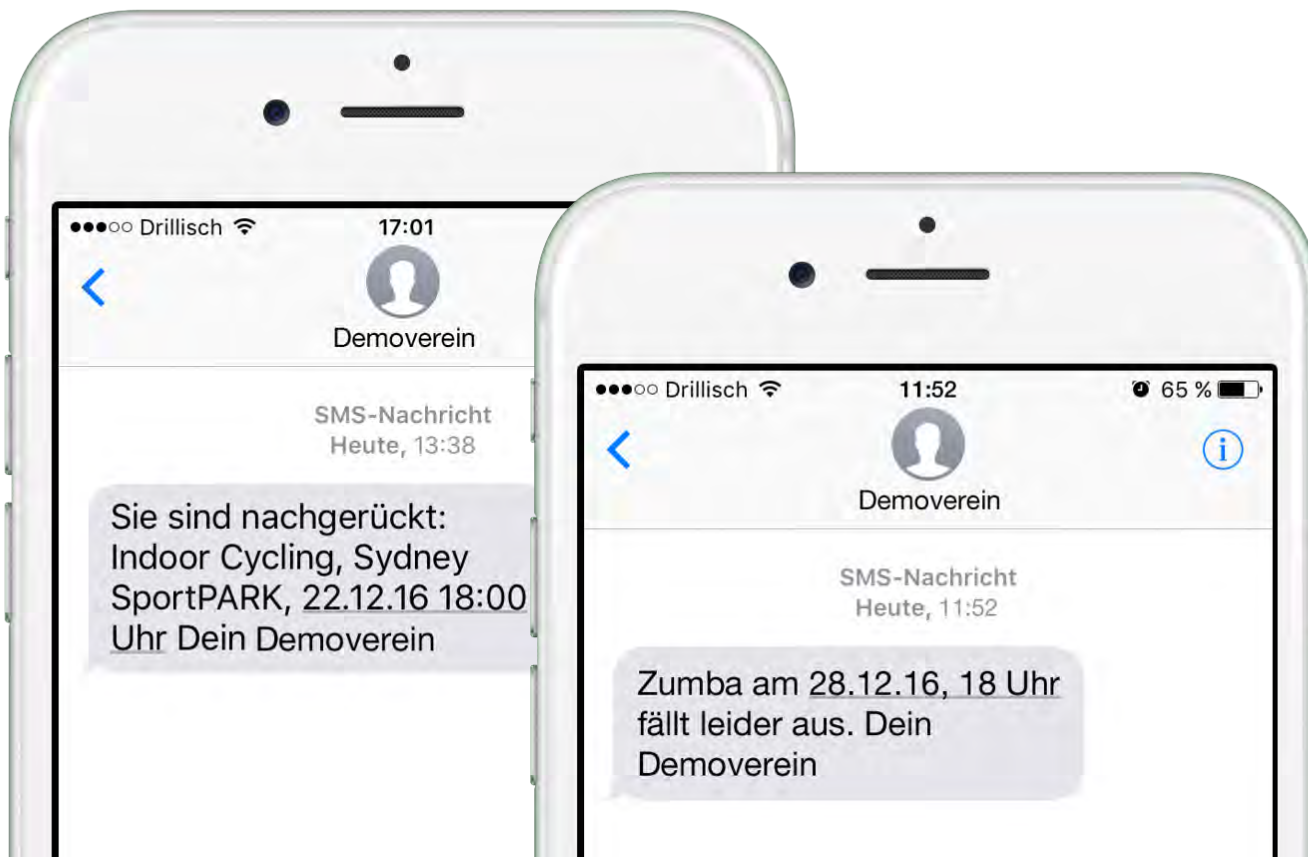 ●●●○○ Drillisch 17:01
Demoverein
SMS-Nachricht
Heute, 13:38
Sie sind nachgerückt:
Indoor Cycling, Sydney
SportPARK, 22.12.16 18:00
Uhr Dein Demoverein
●●●○○ Drillisch 11:52 65 %
Demoverein
SMS-Nachricht
Heute, 11:52
Zumba am 28.12.16, 18 Uhr
fällt leider aus. Dein
Demoverein